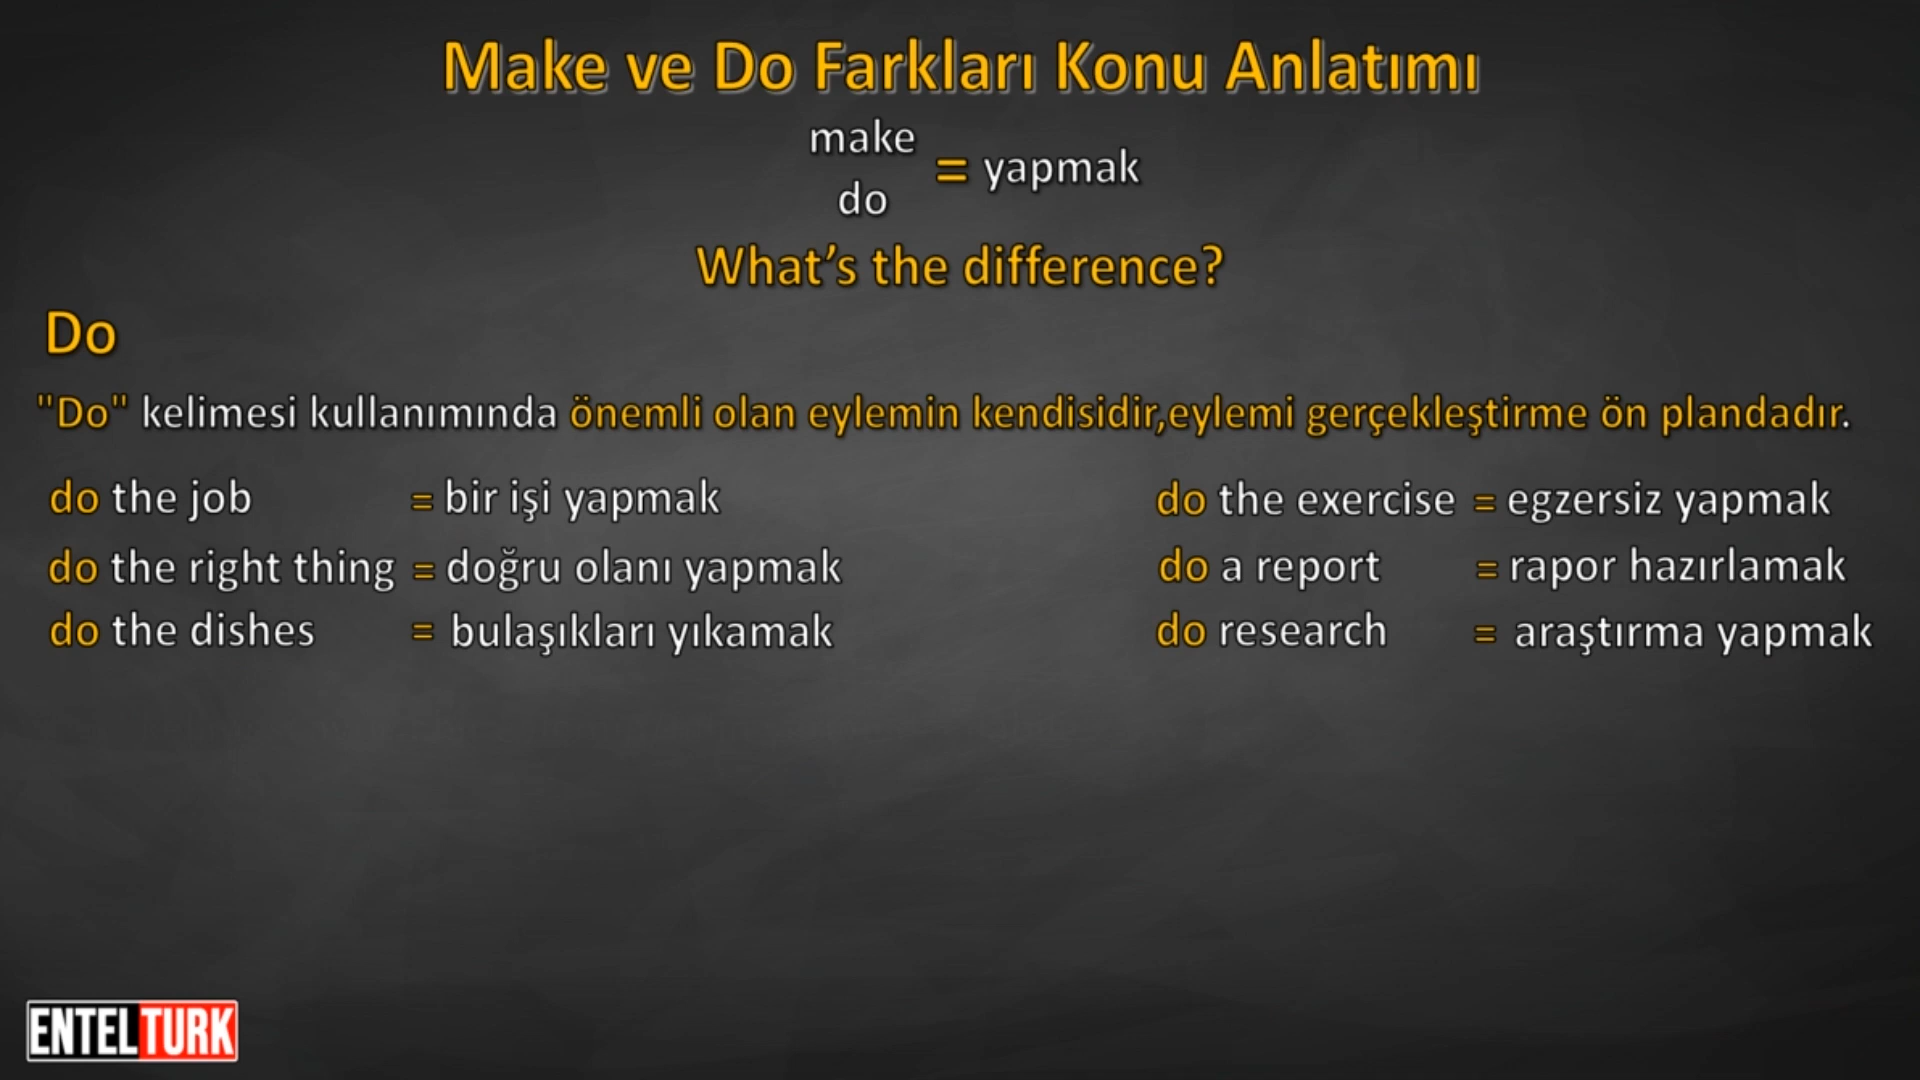 Make ve Do Farkları Konu Anlatımı
make
do
= yapmak
What's the difference?
Do
"Do" kelimesi kullanımında önemli olan eylemin kendisidir,eylemi gerçekleştirme ön plandadır.
do the job = bir işi yapmak
do the right thing = doğru olanı yapmak
do the dishes = bulaşıkları yıkamak
do the exercise = egzersiz yapmak
do a report = rapor hazırlamak
do research = araştırma yapmak
ENTELTURK